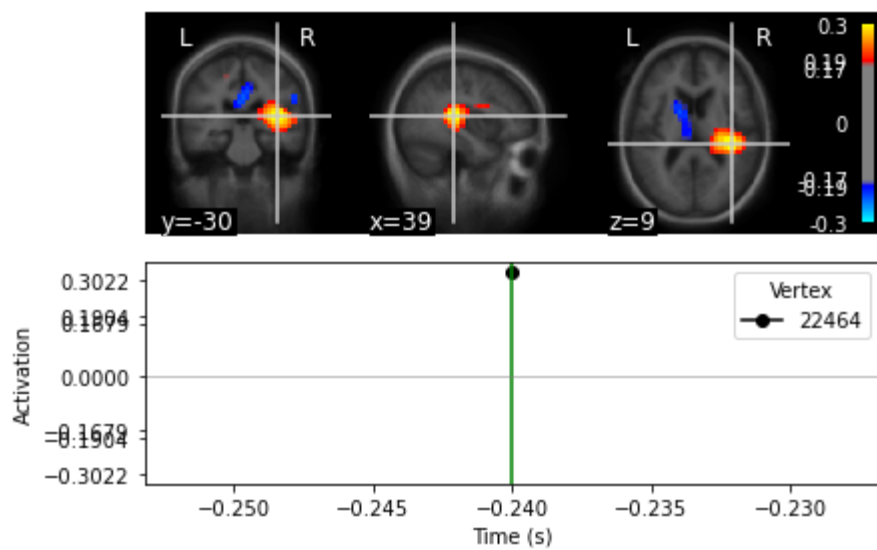 L R
L R
y=-30
x=39
z=9
0.3
0.19
0.17
0
-0.17
-0.19
-0.3
Activation
0.3022
0.1904
0.1679
0.0000
−0.1679
−0.1904
−0.3022
Vertex
22464
−0.250 −0.245 −0.240 −0.235 −0.230
Time (s)